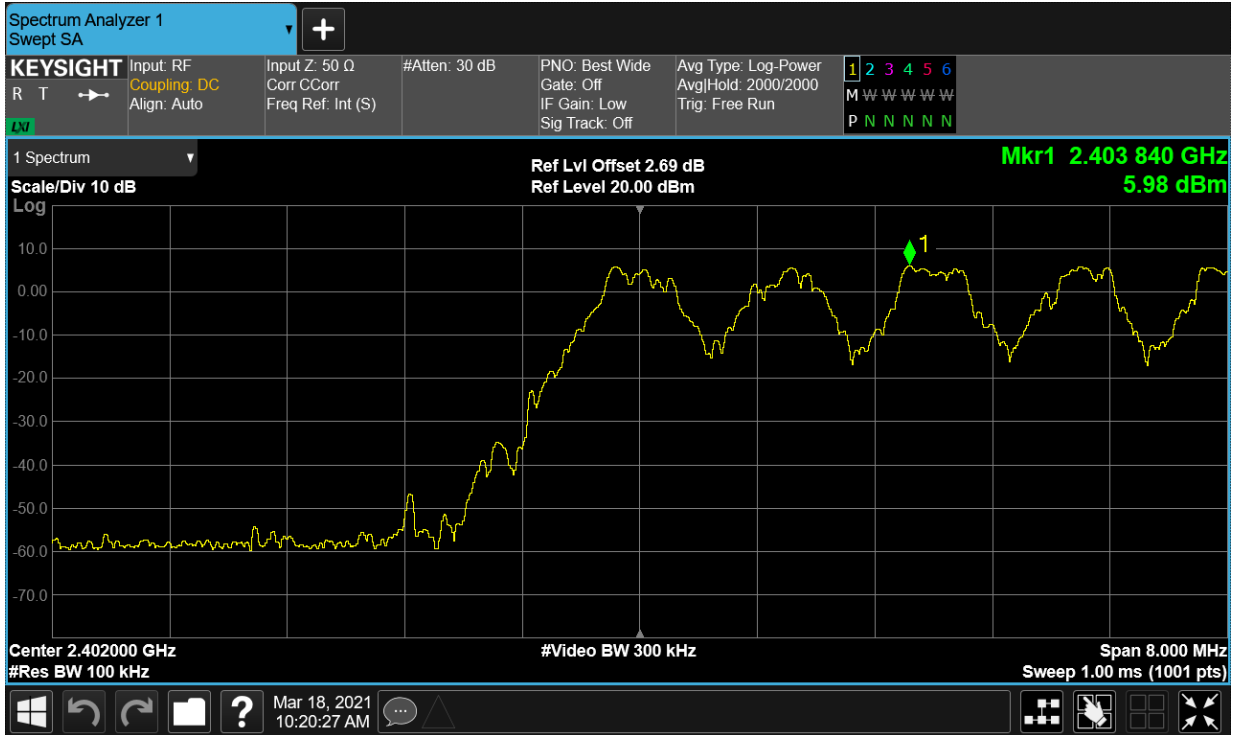 Spectrum Analyzer 1
Swept SA
+
KEYSIGHT Input: RF Input Z: 50 Ω #Atten: 30 dB PNO: Best Wide Avg Type: Log-Power 1 2 3 4 5 6
R T Coupling: DC Corr CCorr Gate: Off Avg|Hold: 2000/2000 M W W W W W
Align: Auto Freq Ref: Int (S) IF Gain: Low Trig: Free Run
LXI Sig Track: Off P N N N N N
1 Spectrum Ref Lvl Offset 2.69 dB Mkr1 2.403 840 GHz
Scale/Div 10 dB Ref Level 20.00 dBm 5.98 dBm
Log
1
10.0
0.00
-10.0
-20.0
-30.0
-40.0
-50.0
-60.0
-70.0
Center 2.402000 GHz #Video BW 300 kHz Span 8.000 MHz
#Res BW 100 kHz Sweep 1.00 ms (1001 pts)
? Mar 18, 2021
10:20:27 AM